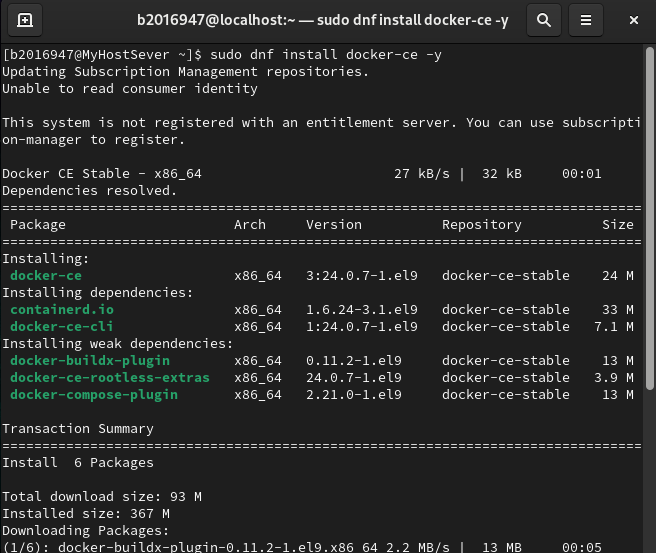 b2016947@localhost:~ — sudo dnf install docker-ce -y
[b2016947@MyHostSever ~]$ sudo dnf install docker-ce -y
Updating Subscription Management repositories.
Unable to read consumer identity
This system is not registered with an entitlement server. You can use subscripti
on-manager to register.
Docker CE Stable - x86_64                        27 kB/s |  32 kB     00:01
Dependencies resolved.
================================================================================
 Package                     Arch     Version          Repository          Size
================================================================================
Installing:
 docker-ce                   x86_64   3:24.0.7-1.el9   docker-ce-stable    24 M
Installing dependencies:
 containerd.io               x86_64   1.6.24-3.1.el9   docker-ce-stable    33 M
 docker-ce-cli               x86_64   1:24.0.7-1.el9   docker-ce-stable   7.1 M
Installing weak dependencies:
 docker-buildx-plugin        x86_64   0.11.2-1.el9     docker-ce-stable    13 M
 docker-ce-rootless-extras   x86_64   24.0.7-1.el9     docker-ce-stable   3.9 M
 docker-compose-plugin       x86_64   2.21.0-1.el9     docker-ce-stable    13 M
Transaction Summary
================================================================================
Install  6 Packages
Total download size: 93 M
Installed size: 367 M
Downloading Packages:
(1/6): docker-buildx-plugin-0.11.2-1.el9.x86_64 2.2 MB/s |  13 MB     00:05